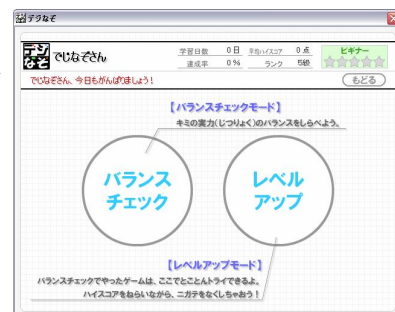 デジなぞ
デジなぞ でじなぞさん
学習日数 0日 平均ハイスコア 0点 ビギナー
達成率 0% ランク 5級 ☆☆☆☆☆
でじなぞさん、今日もがんばりましょう!
もどる
【バランスチェックモード】
キミの実力(じつりょく)のバランスをしらべよう。
バランス
チェック
レベル
アップ
【レベルアップモード】
バランスチェックでやったゲームは、ここでとことんトライできるよ。
ハイスコアをねらいながら、ニガテをなくしちゃおう!